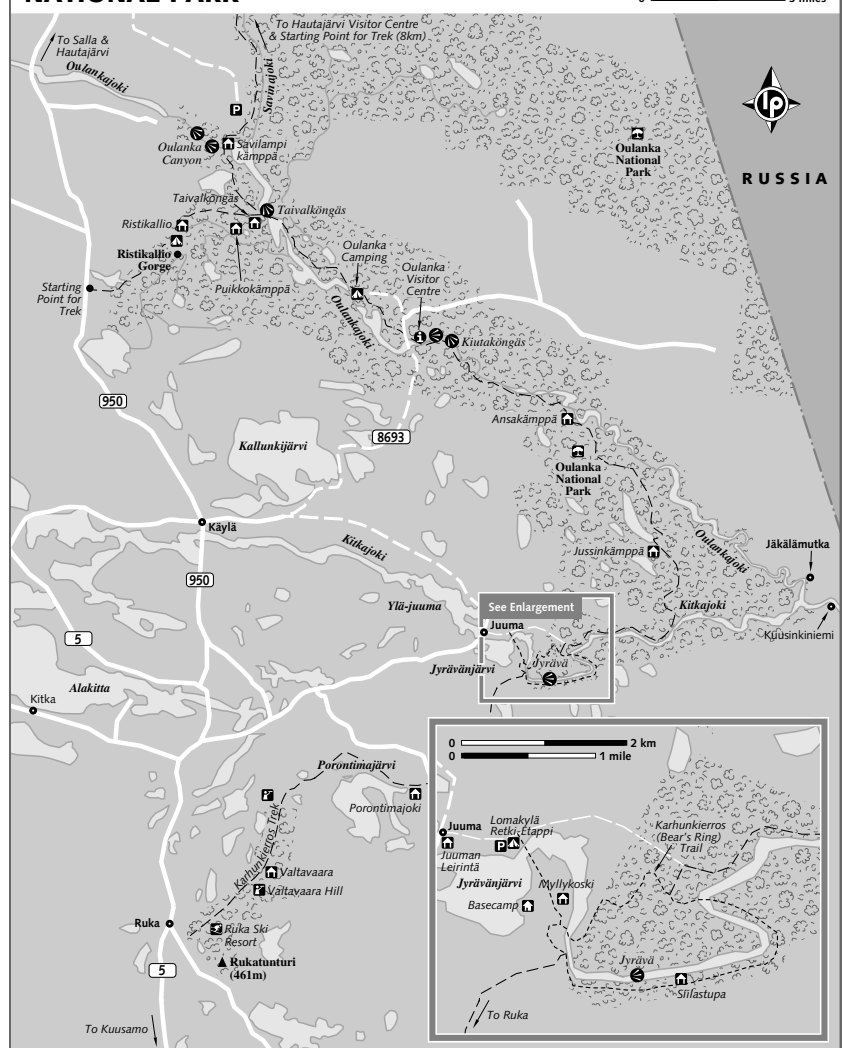 NATIONAL PARK
0 5 miles
To Salla &
Hautajärvi
To Hautajärvi Visitor Centre
& Starting Point for Trek (8km)
Oulankajoki
Savinajoki
P
lp
Oulanka
Canyon
Savilampi
kämppä
Oulanka
National
Park
RUSSIA
Taivalköngäs
Taivalköngäs
Ristikallio
Ristikallio
Gorge
Puikkokämppä
Starting
Point for
Trek
Oulanka
Camping
Oulanka
Visitor
Centre
Oulankajoki
Kiutaköngäs
950
8693
Kallunkijärvi
Ansakämppä
Oulanka
National
Park
Käylä
Kitkajoki
Jussinkämppä
Oulankajoki
Jäkälämutka
950
Ylä-juuma
See Enlargement
Kitkajoki
Juuma
Kuusinkiniemi
5
Jyrävänjärvi
Jyrävä
Alakitta
Kitka
Porontimajärvi
Porontimajoki
Karhunkierros Trek
Valtavaara
Valtavaara Hill
Ruka
Ruka Ski
Resort
Rukatunturi
(461m)
5
To Kuusamo
0 2 km
0 1 mile
Juuma
Lomakylä
Retki-Etappi
P
Karhunkierros
(Bear's Ring)
Trail
Juuman
Leirintä
Jyrävänjärvi
Myllykoski
Basecamp
Jyrävä
Siilastupa
To Ruka